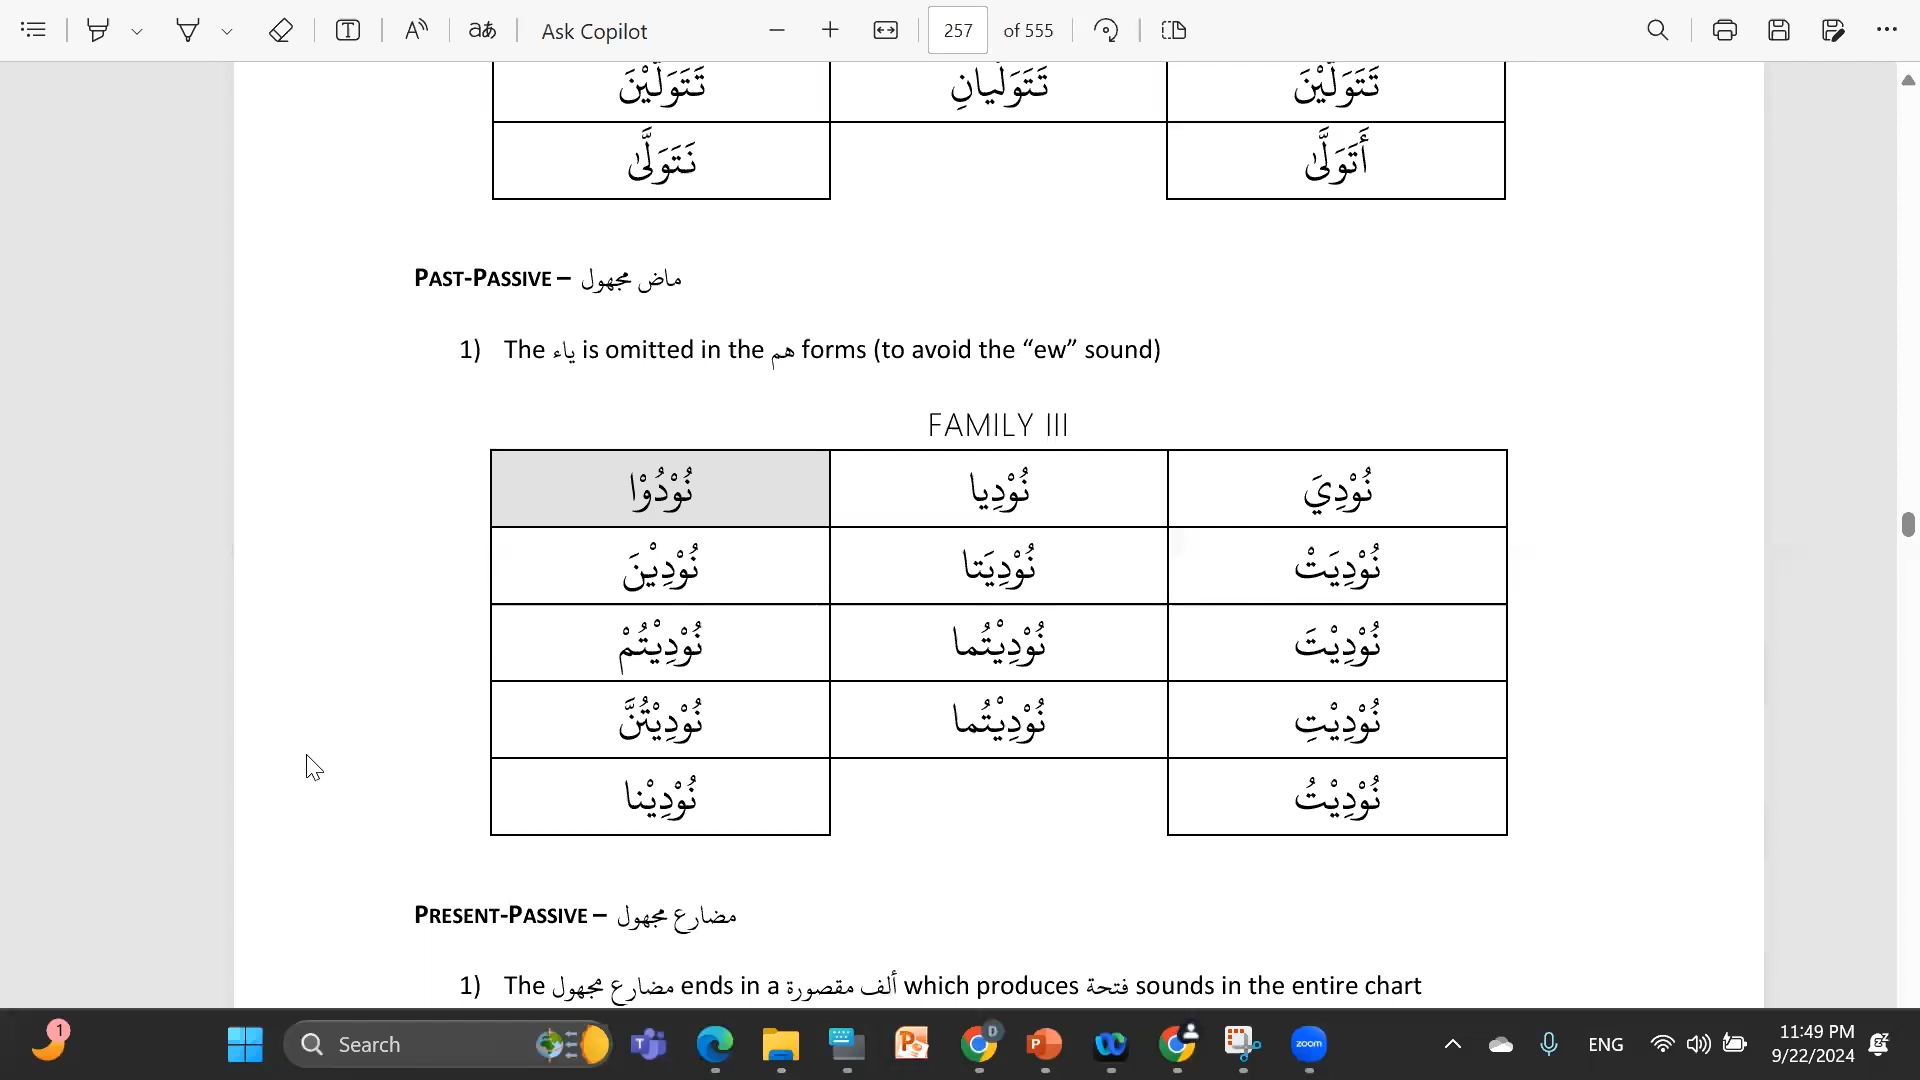 Ask Copilot 257 of 555
تَتَوَلَّيْنَ تَتَوَلَّيانِ تَتَوَلَّيْنَ
أَتَوَلَّىٰ نَتَوَلَّىٰ
PAST-PASSIVE – ماض مجهول
1) The ياء is omitted in the هم forms (to avoid the “ew” sound)
FAMILY III
نُوْدِيَ نُوْدِيا نُوْدُوْا
نُوْدِيَتْ نُوْدِيَتا نُوْدِيْنَ
نُوْدِيْتَ نُوْدِيْتُما نُوْدِيْتُمْ
نُوْدِيْتِ نُوْدِيْتُما نُوْدِيْتُنَّ
نُوْدِيْتُ نُوْدِيْنا
PRESENT-PASSIVE – مضارع مجهول
1) The مضارع مجهول ends in a ألف مقصورة which produces فتحة sounds in the entire chart
1 Search D zoom ENG 11:49 PM
9/22/2024